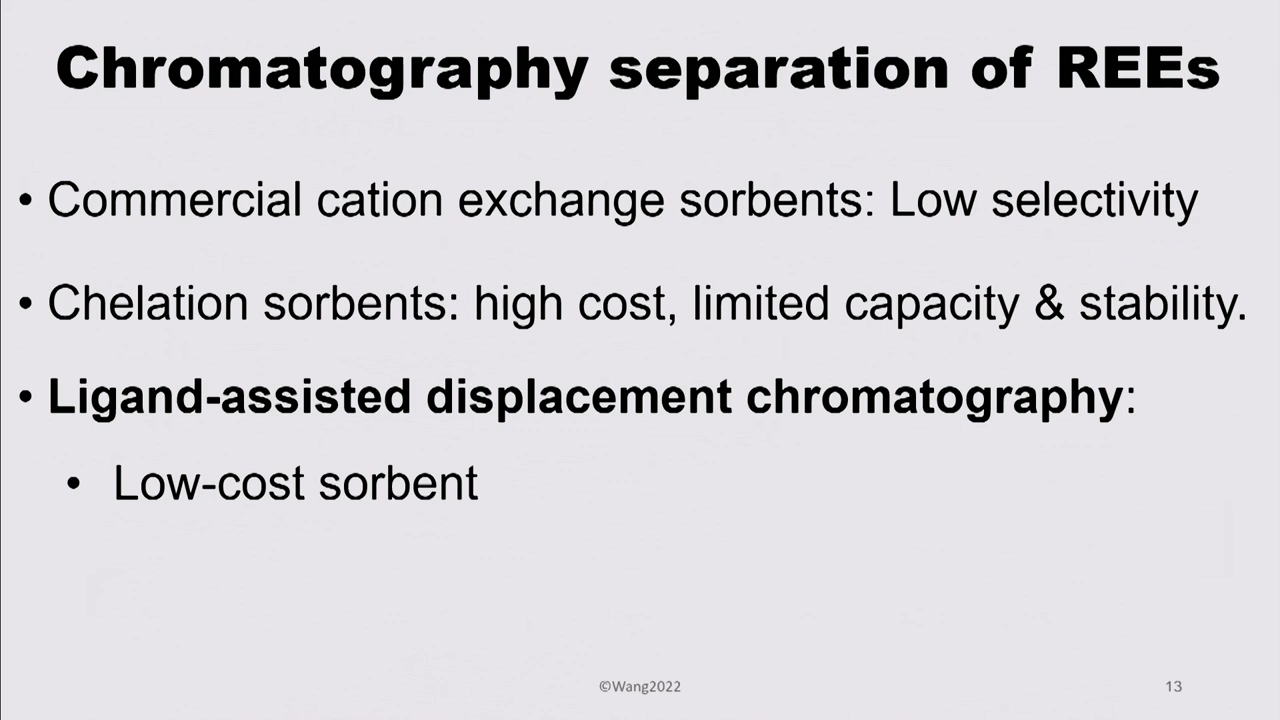 Chromatography separation of REEs
• Commercial cation exchange sorbents: Low selectivity
• Chelation sorbents: high cost, limited capacity & stability.
• Ligand-assisted displacement chromatography:
• Low-cost sorbent
©Wang2022
13